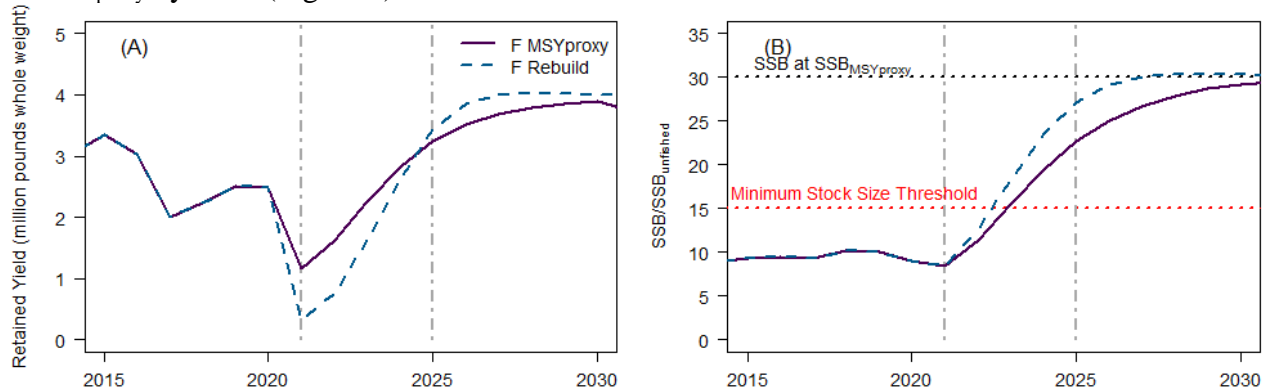 (A)
F MSYproxy
F Rebuild
Retained Yield (million pounds whole weight)
5
4
3
2
1
0
2015
2020
2025
2030
(B)
SSB at SSBMSYproxy
Minimum Stock Size Threshold
SSB/SSBunfished
35
30
25
20
15
10
5
0
2015
2020
2025
2030